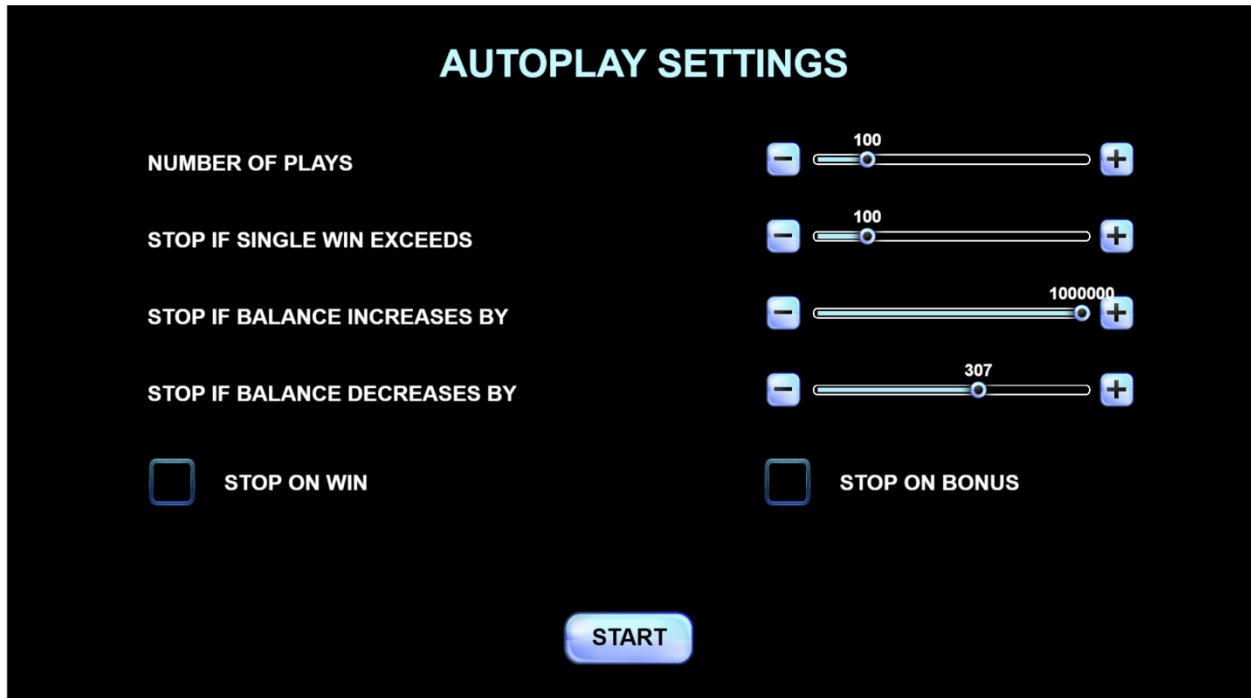 AUTOPLAY SETTINGS
NUMBER OF PLAYS
100
STOP IF SINGLE WIN EXCEEDS
100
STOP IF BALANCE INCREASES BY
1000000
STOP IF BALANCE DECREASES BY
307
STOP ON WIN
STOP ON BONUS
START